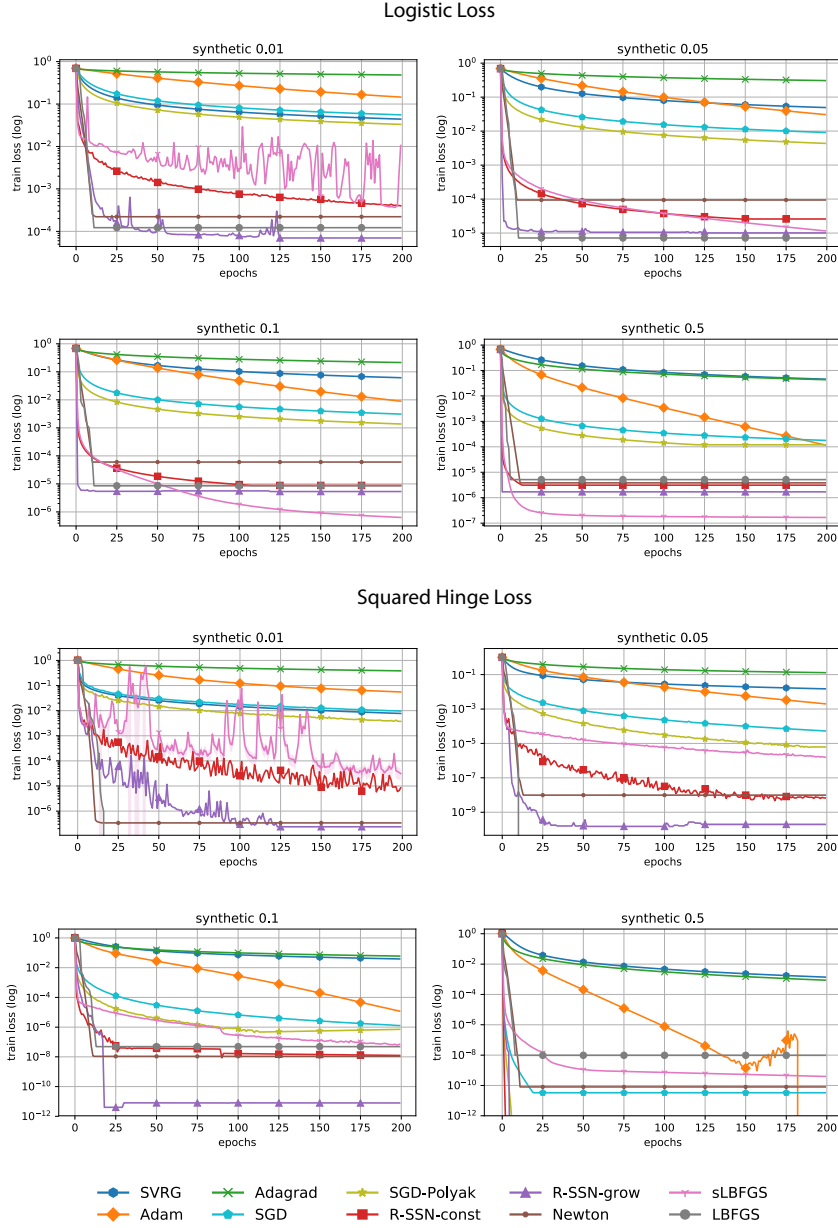 Logistic Loss
synthetic 0.01
synthetic 0.05
train loss (log)
10^0
10^-1
10^-2
10^-3
10^-4
0 25 50 75 100 125 150 175 200
epochs
train loss (log)
10^0
10^-1
10^-2
10^-3
10^-4
10^-5
0 25 50 75 100 125 150 175 200
epochs
synthetic 0.1
synthetic 0.5
train loss (log)
10^0
10^-1
10^-2
10^-3
10^-4
10^-5
10^-6
0 25 50 75 100 125 150 175 200
epochs
train loss (log)
10^0
10^-1
10^-2
10^-3
10^-4
10^-5
10^-6
10^-7
0 25 50 75 100 125 150 175 200
epochs
Squared Hinge Loss
synthetic 0.01
synthetic 0.05
train loss (log)
10^0
10^-1
10^-2
10^-3
10^-4
10^-5
10^-6
0 25 50 75 100 125 150 175 200
epochs
train loss (log)
10^-1
10^-3
10^-5
10^-7
10^-9
0 25 50 75 100 125 150 175 200
epochs
synthetic 0.1
synthetic 0.5
train loss (log)
10^0
10^-2
10^-4
10^-6
10^-8
10^-10
10^-12
0 25 50 75 100 125 150 175 200
epochs
train loss (log)
10^0
10^-2
10^-4
10^-6
10^-8
10^-10
10^-12
0 25 50 75 100 125 150 175 200
epochs
SVRG Adagrad SGD-Polyak R-SSN-grow sLBFGS
Adam SGD R-SSN-const Newton LBFGS